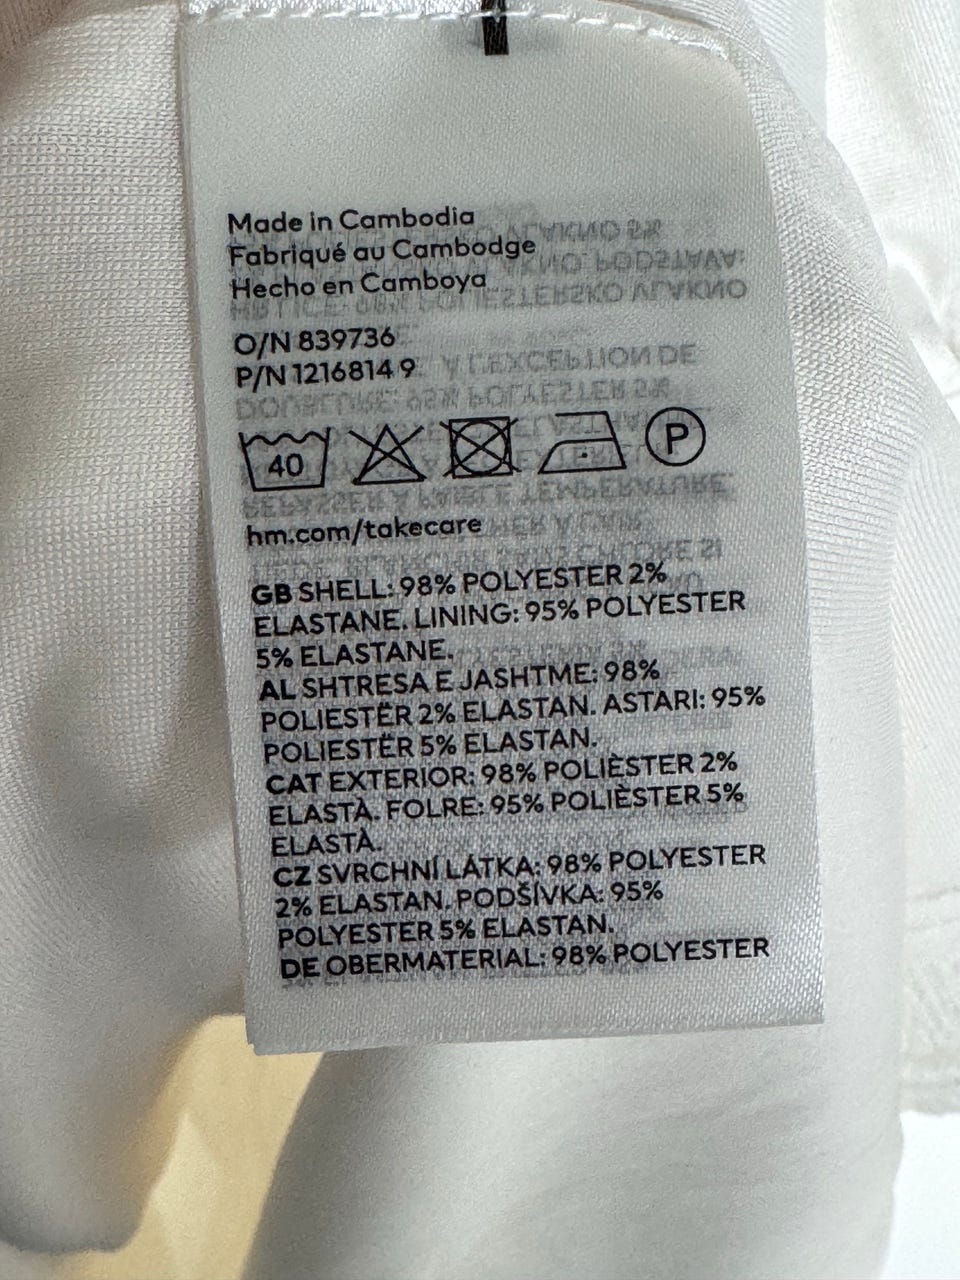 Made in Cambodia
Fabriqué au Cambodge
Hecho en Camboya
O/N 839736
P/N 1216814 9
40
P
hm.com/takecare
GB SHELL: 98% POLYESTER 2%
ELASTANE. LINING: 95% POLYESTER
5% ELASTANE.
AL SHTRESA E JASHTME: 98%
POLIESTËR 2% ELASTAN. ASTARI: 95%
POLIESTËR 5% ELASTAN.
CAT EXTERIOR: 98% POLIÈSTER 2%
ELASTÀ. FOLRE: 95% POLIÈSTER 5%
ELASTÀ.
CZ SVRCHNÍ LÁTKA: 98% POLYESTER
2% ELASTAN. PODŠÍVKA: 95%
POLYESTER 5% ELASTAN.
DE OBERMATERIAL: 98% POLYESTER